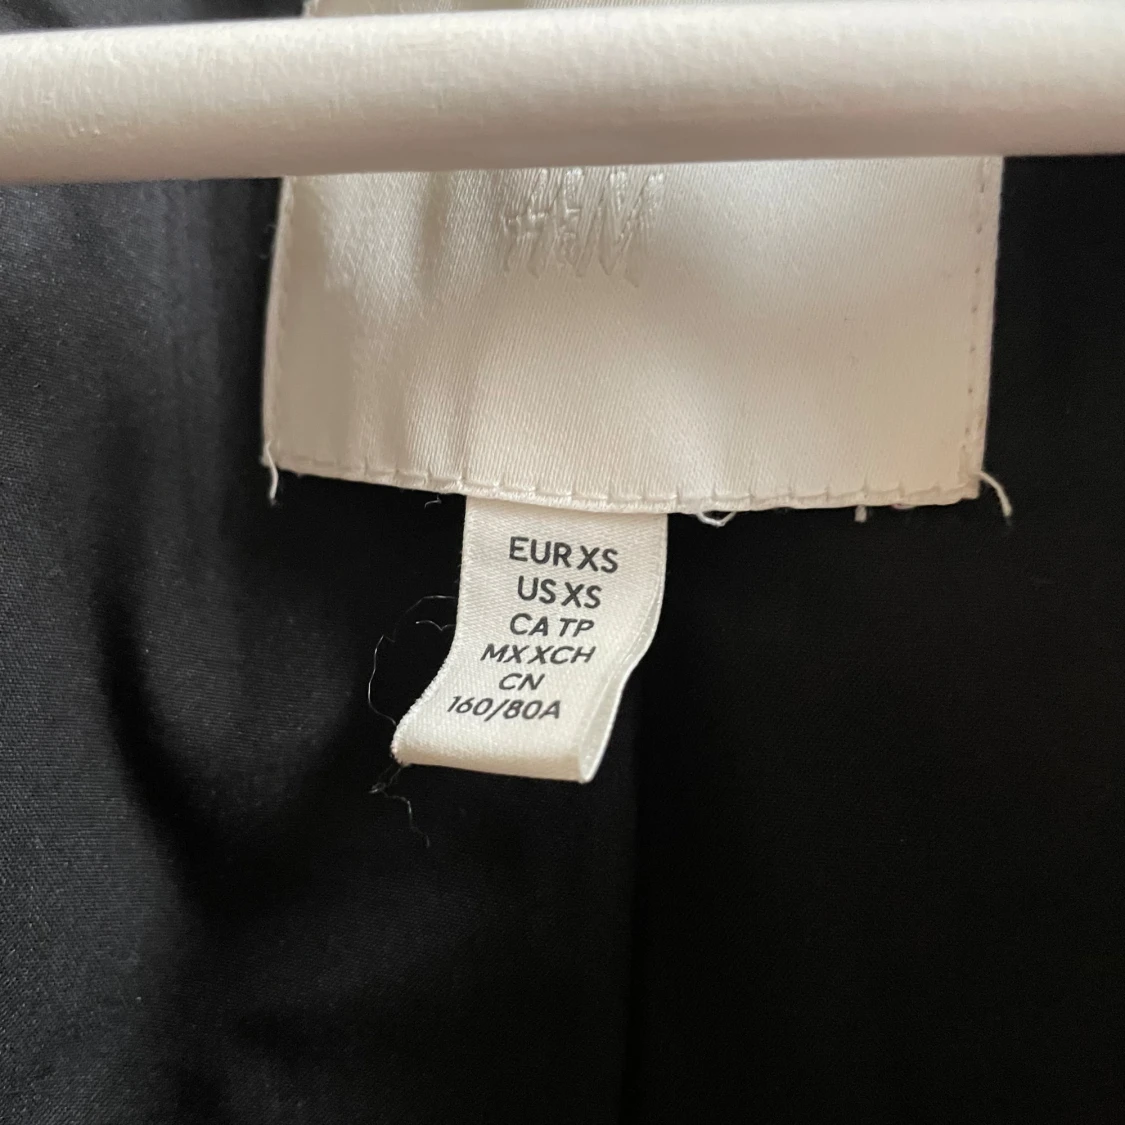 H&M
EUR XS
US XS
CA TP
MX XCH
CN
160/80A